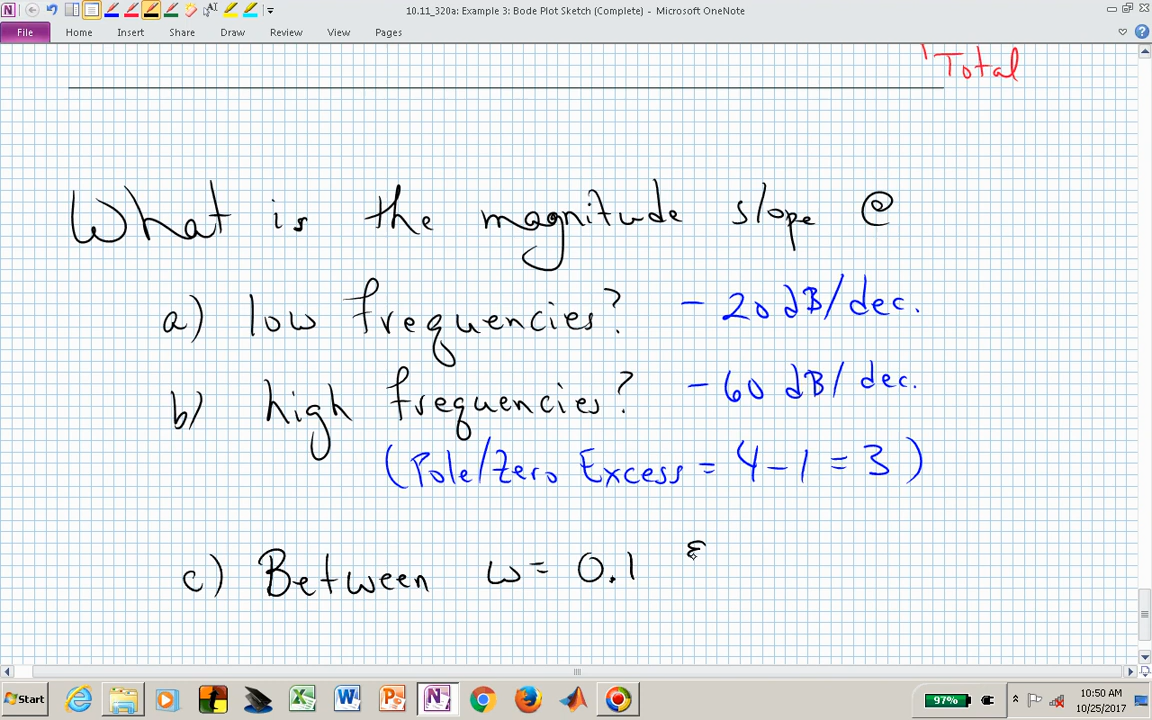 10.11_320a: Example 3: Bode Plot Sketch (Complete) - Microsoft OneNote
File Home Insert Share Draw Review View Pages
Total
What is the magnitude slope @
a) low frequencies? - 20 dB/dec.
b) high frequencies? - 60 dB/dec.
(Pole/Zero Excess = 4 - 1 = 3)
c) Between ω = 0.1
Start
97%
10:50 AM
10/25/2017